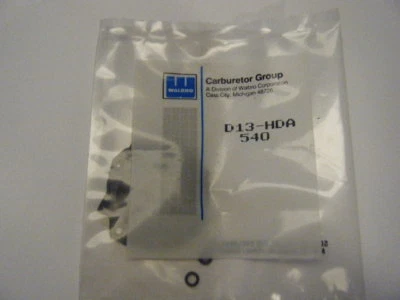 WALBRO
Carburetor Group
A Division of Walbro Corporation
Cass City, Michigan 48726
D13-HDA
540